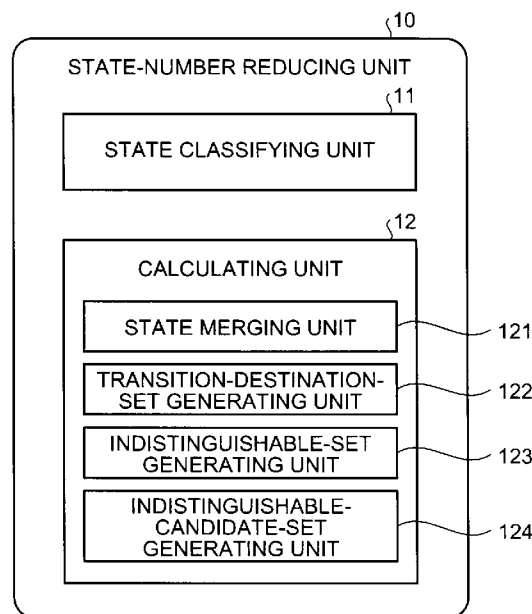 10
STATE-NUMBER REDUCING UNIT
11
STATE CLASSIFYING UNIT
12
CALCULATING UNIT
STATE MERGING UNIT
121
TRANSITION-DESTINATION-
SET GENERATING UNIT
122
INDISTINGUISHABLE-SET
GENERATING UNIT
123
INDISTINGUISHABLE-
CANDIDATE-SET
GENERATING UNIT
124